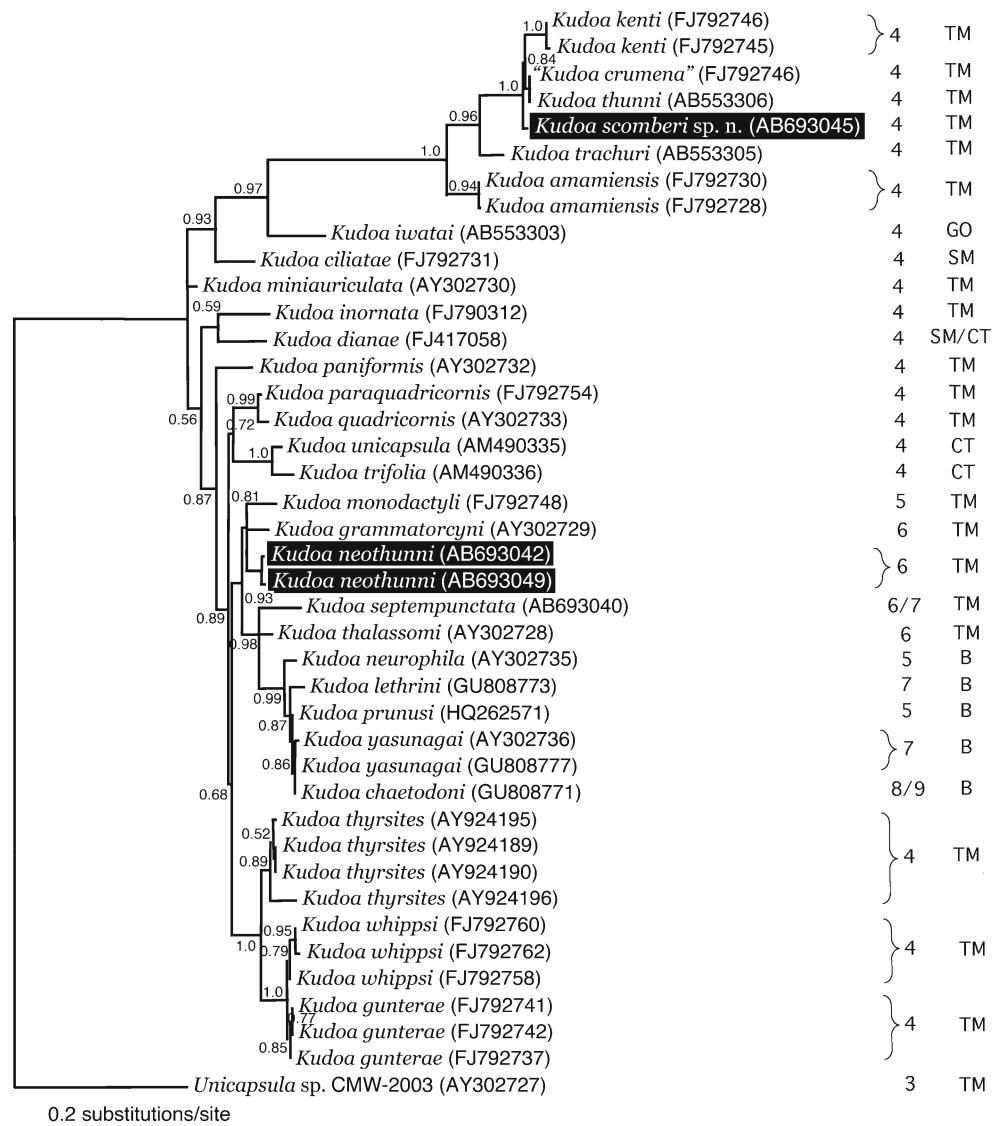 1.0 Kudoa kenti (FJ792746) 4 TM
Kudoa kenti (FJ792745)
0.84 "Kudoa crumena" (FJ792746) 4 TM
1.0 Kudoa thunni (AB553306) 4 TM
0.96 Kudoa scomberi sp. n. (AB693045) 4 TM
1.0 Kudoa trachuri (AB553305) 4 TM
0.94 Kudoa amamiensis (FJ792730) 4 TM
Kudoa amamiensis (FJ792728)
0.97
0.93 Kudoa iwatai (AB553303) 4 GO
Kudoa ciliatae (FJ792731) 4 SM
Kudoa miniauriculata (AY302730) 4 TM
0.59 Kudoa inornata (FJ790312) 4 TM
Kudoa dianae (FJ417058) 4 SM/CT
Kudoa paniformis (AY302732) 4 TM
0.99 Kudoa paraquadricornis (FJ792754) 4 TM
0.56 0.72 Kudoa quadricornis (AY302733) 4 TM
1.0 Kudoa unicapsula (AM490335) 4 CT
Kudoa trifolia (AM490336) 4 CT
0.87 0.81 Kudoa monodactyli (FJ792748) 5 TM
Kudoa grammatorcyni (AY302729) 6 TM
Kudoa neothunni (AB693042) 6 TM
Kudoa neothunni (AB693049)
0.93 Kudoa septempunctata (AB693040) 6/7 TM
0.89 0.98 Kudoa thalassomi (AY302728) 6 TM
Kudoa neurophila (AY302735) 5 B
0.99 Kudoa lethrini (GU808773) 7 B
0.87 Kudoa prunusi (HQ262571) 5 B
Kudoa yasunagai (AY302736) 7 B
0.86 Kudoa yasunagai (GU808777)
0.68 Kudoa chaetodoni (GU808771) 8/9 B
0.52 Kudoa thyrsites (AY924195)
Kudoa thyrsites (AY924189) 4 TM
0.89 Kudoa thyrsites (AY924190)
Kudoa thyrsites (AY924196)
0.95 Kudoa whippsi (FJ792760)
1.0 0.79 Kudoa whippsi (FJ792762) 4 TM
Kudoa whippsi (FJ792758)
1.0 Kudoa gunterae (FJ792741)
0.77 Kudoa gunterae (FJ792742) 4 TM
0.85 Kudoa gunterae (FJ792737)
Unicapsula sp. CMW-2003 (AY302727) 3 TM
0.2 substitutions/site